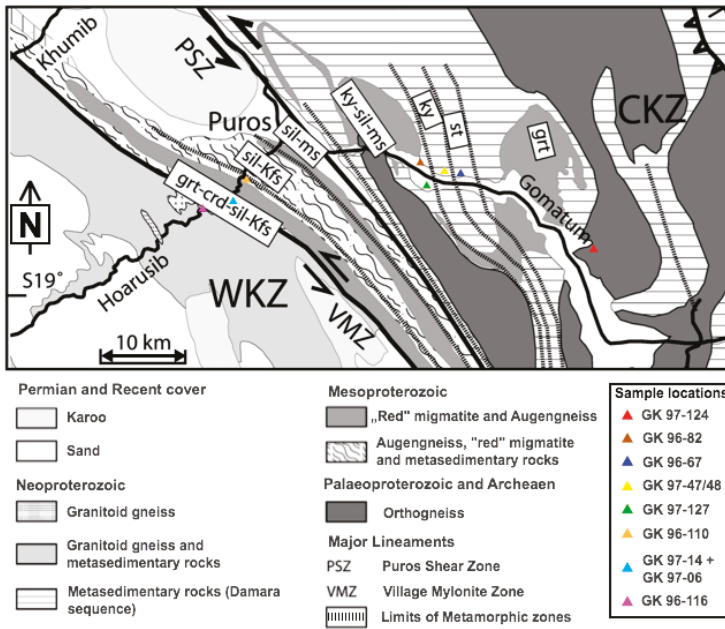 Khumib
PSZ
Puros
sil-ms
sil-Kfs
grt-crd-sil-Kfs
ky-sil-ms
ky
st
grt
CKZ
Gomatum
N
S19°
Hoarusib
WKZ
VMZ
10 km
Permian and Recent cover
Karoo
Sand
Neoproterozoic
Granitoid gneiss
Granitoid gneiss and
metasedimentary rocks
Metasedimentary rocks (Damara
sequence)
Mesoproterozoic
„Red" migmatite and Augengneiss
Augengneiss, "red" migmatite
and metasedimentary rocks
Palaeoproterozoic and Archeaen
Orthogneiss
Major Lineaments
PSZ Puros Shear Zone
VMZ Village Mylonite Zone
Limits of Metamorphic zones
Sample locations
GK 97-124
GK 96-82
GK 96-67
GK 97-47/48
GK 97-127
GK 96-110
GK 97-14 +
GK 97-06
GK 96-116